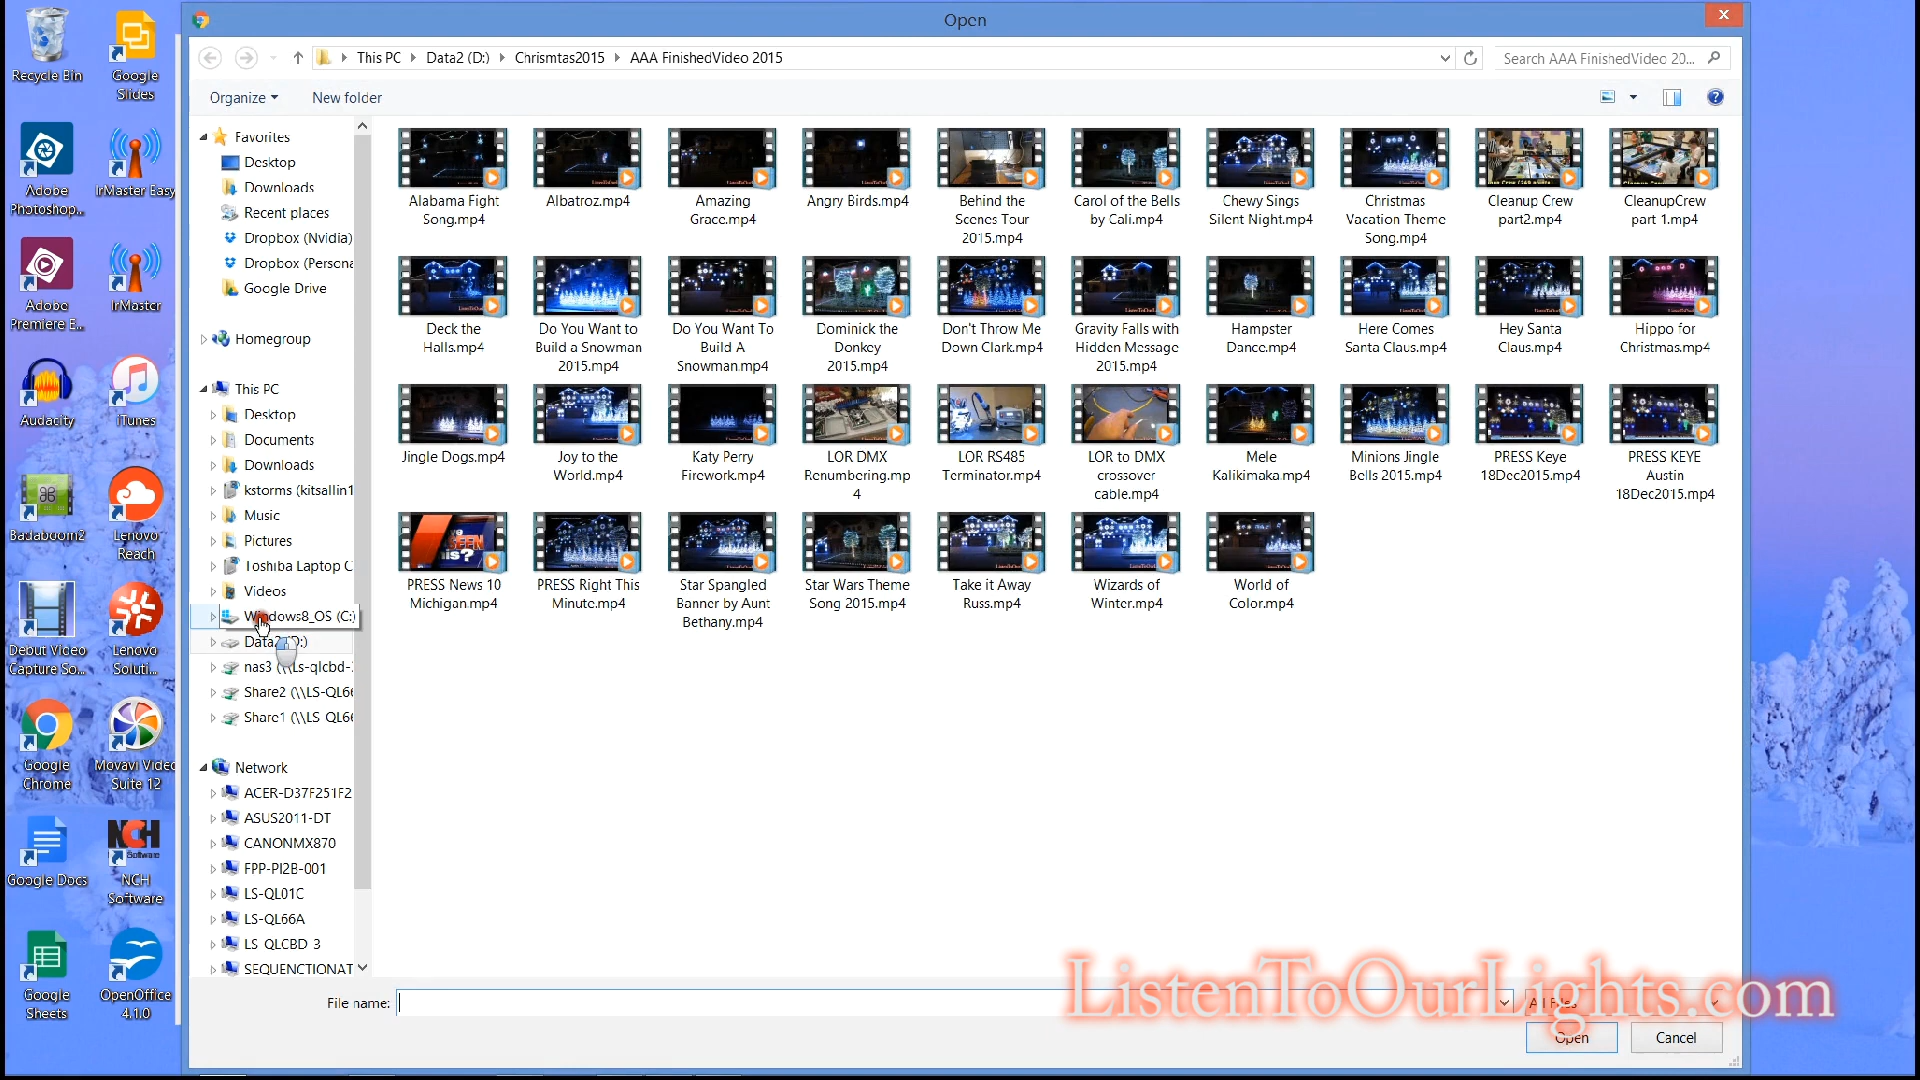 Open
This PC Data2 (D:) Chrismtas2015 AAA FinishedVideo 2015
Search AAA FinishedVideo 20...
Organize
New folder
Recycle Bin
Google
Slides
Adobe
Photoshop...
IrMaster Easy
Adobe
Premiere E...
IrMaster
Audacity
iTunes
Badaboom2
Lenovo
Reach
Debut Video
Capture So...
Lenovo
Soluti...
Google
Chrome
Movavi Video
Suite 12
Google Docs
NCH
Software
Google
Sheets
OpenOffice
4.1.0
Favorites
Desktop
Downloads
Recent places
Dropbox (Nvidia)
Dropbox (Persona
Google Drive
Homegroup
This PC
Desktop
Documents
Downloads
kstorms (kitsallin1
Music
Pictures
Toshiba Laptop C
Videos
Windows8_OS (C:)
Data2 (D:)
nas3 (\\Ls-qlcbd-
Share2 (\\LS-QL66
Share1 (\\LS-QL66
Network
ACER-D37F251F2
ASUS2011-DT
CANONMX870
FPP-PI2B-001
LS-QL01C
LS-QL66A
LS-QLCBD-3
SEQUENCTIONAT
Alabama Fight
Song.mp4
Albatroz.mp4
Amazing
Grace.mp4
Angry Birds.mp4
Behind the
Scenes Tour
2015.mp4
Carol of the Bells
by Cali.mp4
Chewy Sings
Silent Night.mp4
Christmas
Vacation Theme
Song.mp4
Cleanup Crew
part2.mp4
CleanupCrew
part 1.mp4
Deck the
Halls.mp4
Do You Want to
Build a Snowman
2015.mp4
Do You Want To
Build A
Snowman.mp4
Dominick the
Donkey
2015.mp4
Don't Throw Me
Down Clark.mp4
Gravity Falls with
Hidden Message
2015.mp4
Hampster
Dance.mp4
Here Comes
Santa Claus.mp4
Hey Santa
Claus.mp4
Hippo for
Christmas.mp4
Jingle Dogs.mp4
Joy to the
World.mp4
Katy Perry
Firework.mp4
LOR DMX
Renumbering.mp
4
LOR RS485
Terminator.mp4
LOR to DMX
crossover
cable.mp4
Mele
Kalikimaka.mp4
Minions Jingle
Bells 2015.mp4
PRESS Keye
18Dec2015.mp4
PRESS KEYE
Austin
18Dec2015.mp4
PRESS News 10
Michigan.mp4
PRESS Right This
Minute.mp4
Star Spangled
Banner by Aunt
Bethany.mp4
Star Wars Theme
Song 2015.mp4
Take it Away
Russ.mp4
Wizards of
Winter.mp4
World of
Color.mp4
File name:
All Files
ListenToOurLights.com
Open
Cancel